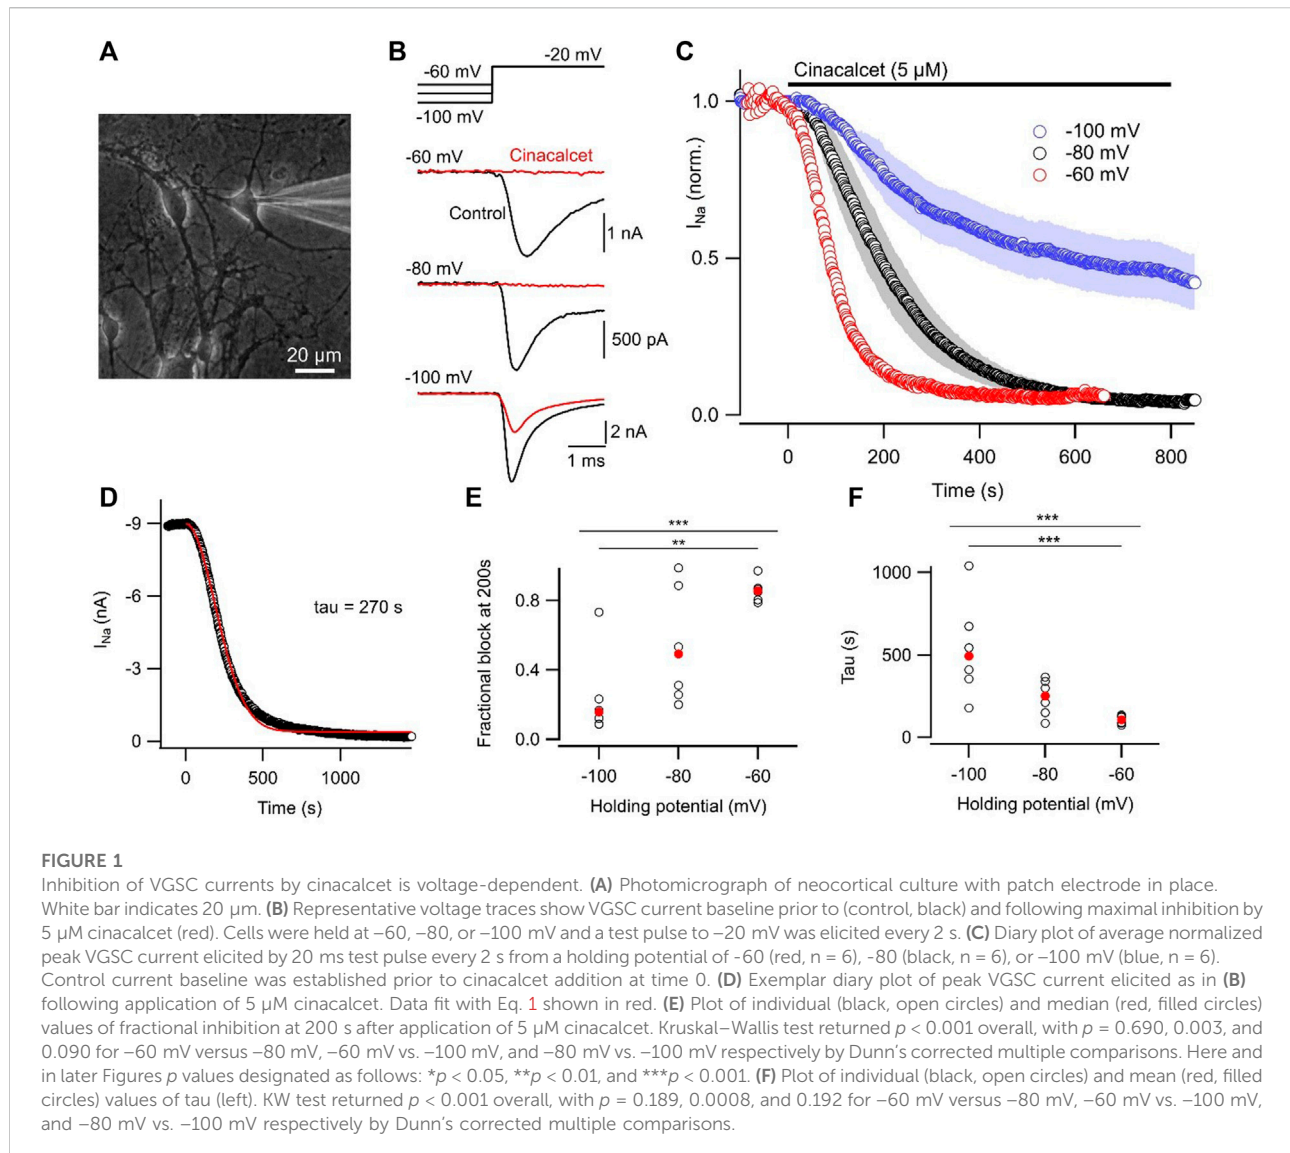 A
20 µm
B
-20 mV
-60 mV
-100 mV
-60 mV
Cinacalcet
Control
1 nA
-80 mV
500 pA
-100 mV
2 nA
1 ms
C
Cinacalcet (5 µM)
1.0
0.5
0.0
I_Na (norm.)
-100 mV
-80 mV
-60 mV
0 200 400 600 800
Time (s)
D
-9
-6
-3
0
I_Na (nA)
tau = 270 s
0 500 1000
Time (s)
E
***
**
0.8
0.4
0.0
Fractional block at 200s
-100 -80 -60
Holding potential (mV)
F
***
***
1000
500
0
Tau (s)
-100 -80 -60
Holding potential (mV)
FIGURE 1
Inhibition of VGSC currents by cinacalcet is voltage-dependent. (A) Photomicrograph of neocortical culture with patch electrode in place.
White bar indicates 20 µm. (B) Representative voltage traces show VGSC current baseline prior to (control, black) and following maximal inhibition by
5 µM cinacalcet (red). Cells were held at –60, –80, or –100 mV and a test pulse to –20 mV was elicited every 2 s. (C) Diary plot of average normalized
peak VGSC current elicited by 20 ms test pulse every 2 s from a holding potential of -60 (red, n = 6), -80 (black, n = 6), or –100 mV (blue, n = 6).
Control current baseline was established prior to cinacalcet addition at time 0. (D) Exemplar diary plot of peak VGSC current elicited as in (B)
following application of 5 µM cinacalcet. Data fit with Eq. 1 shown in red. (E) Plot of individual (black, open circles) and median (red, filled circles)
values of fractional inhibition at 200 s after application of 5 µM cinacalcet. Kruskal–Wallis test returned p < 0.001 overall, with p = 0.690, 0.003, and
0.090 for –60 mV versus –80 mV, –60 mV vs. –100 mV, and –80 mV vs. –100 mV respectively by Dunn's corrected multiple comparisons. Here and
in later Figures p values designated as follows: *p < 0.05, **p < 0.01, and ***p < 0.001. (F) Plot of individual (black, open circles) and mean (red, filled
circles) values of tau (left). KW test returned p < 0.001 overall, with p = 0.189, 0.0008, and 0.192 for –60 mV versus –80 mV, –60 mV vs. –100 mV,
and –80 mV vs. –100 mV respectively by Dunn's corrected multiple comparisons.